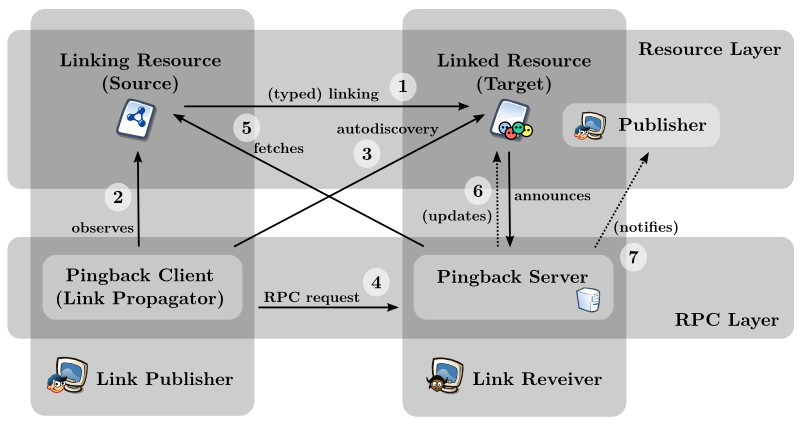 Resource Layer
Linking Resource
(Source)
Linked Resource
(Target)
(typed) linking
1
Publisher
5
autodiscovery
fetches
3
2
observes
6
announces
(updates)
(notifies)
7
Pingback Client
(Link Propagator)
4
RPC request
Pingback Server
RPC Layer
Link Publisher
Link Reveiver